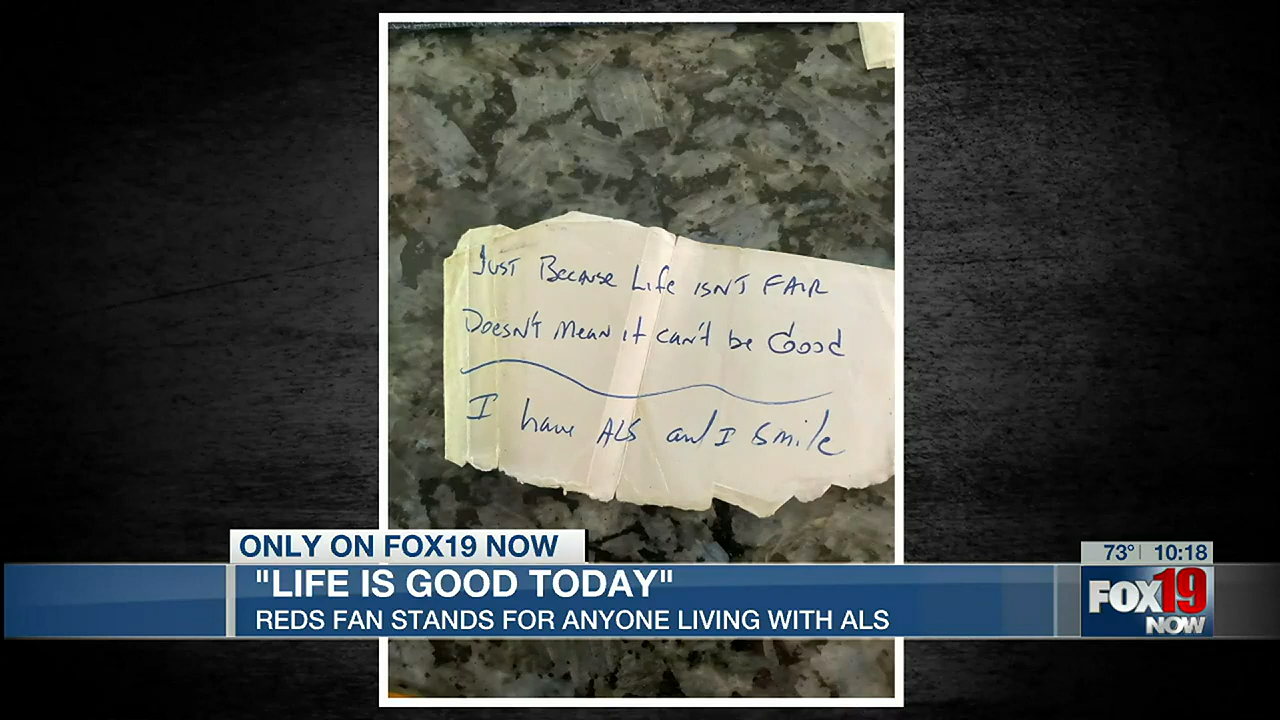 JUST Because Life ISN'T FAIR
Doesn't Mean it can't be Good
I have ALS and I Smile
ONLY ON FOX19 NOW
"LIFE IS GOOD TODAY"
REDS FAN STANDS FOR ANYONE LIVING WITH ALS
73° 10:18
FOX19
NOW